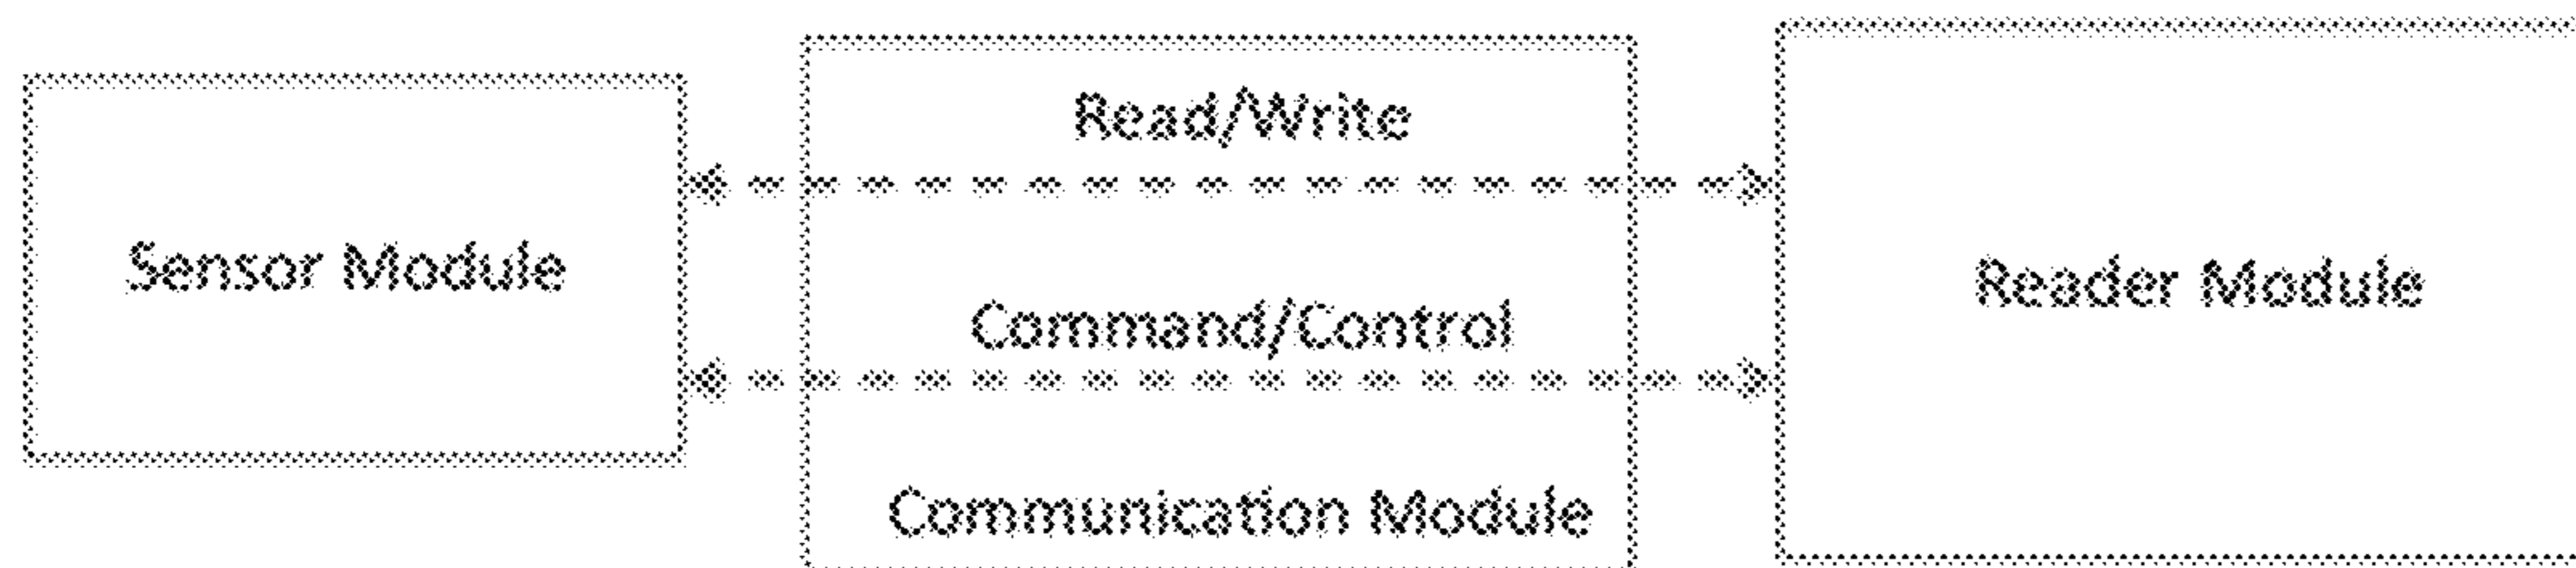 Sensor Module
Read/Write
Command/Control
Communication Module
Reader Module